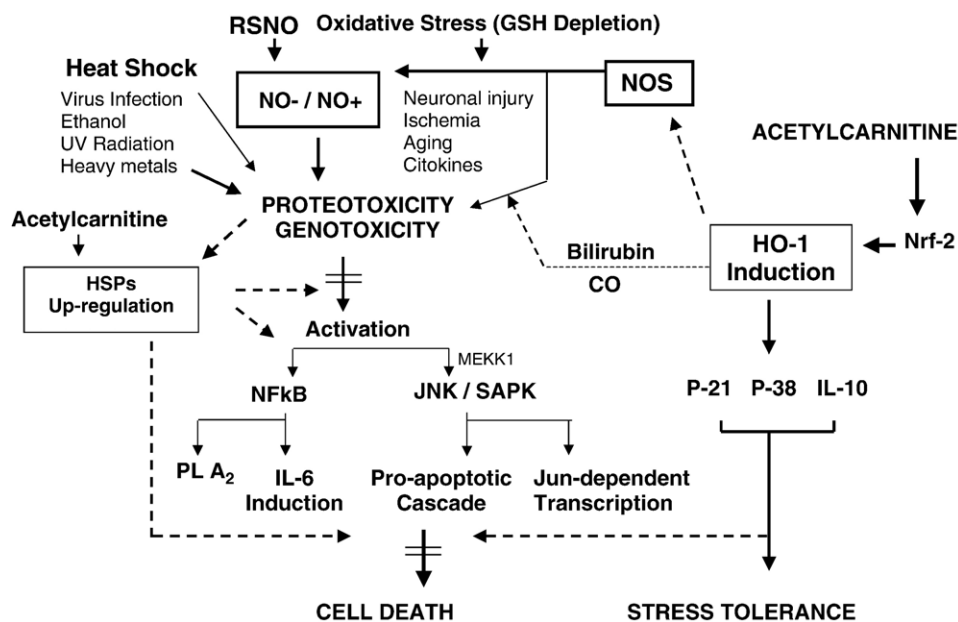 RSNO
Oxidative Stress (GSH Depletion)
Heat Shock
Virus Infection
Ethanol
UV Radiation
Heavy metals
NO- / NO+
Neuronal injury
Ischemia
Aging
Citokines
NOS
ACETYLCARNITINE
PROTEOTOXICITY
GENOTOXICITY
Acetylcarnitine
HSPs
Up-regulation
Bilirubin
CO
HO-1
Induction
Nrf-2
Activation
MEKK1
NFkB
JNK / SAPK
P-21 P-38 IL-10
PL A₂
IL-6
Induction
Pro-apoptotic
Cascade
Jun-dependent
Transcription
CELL DEATH
STRESS TOLERANCE